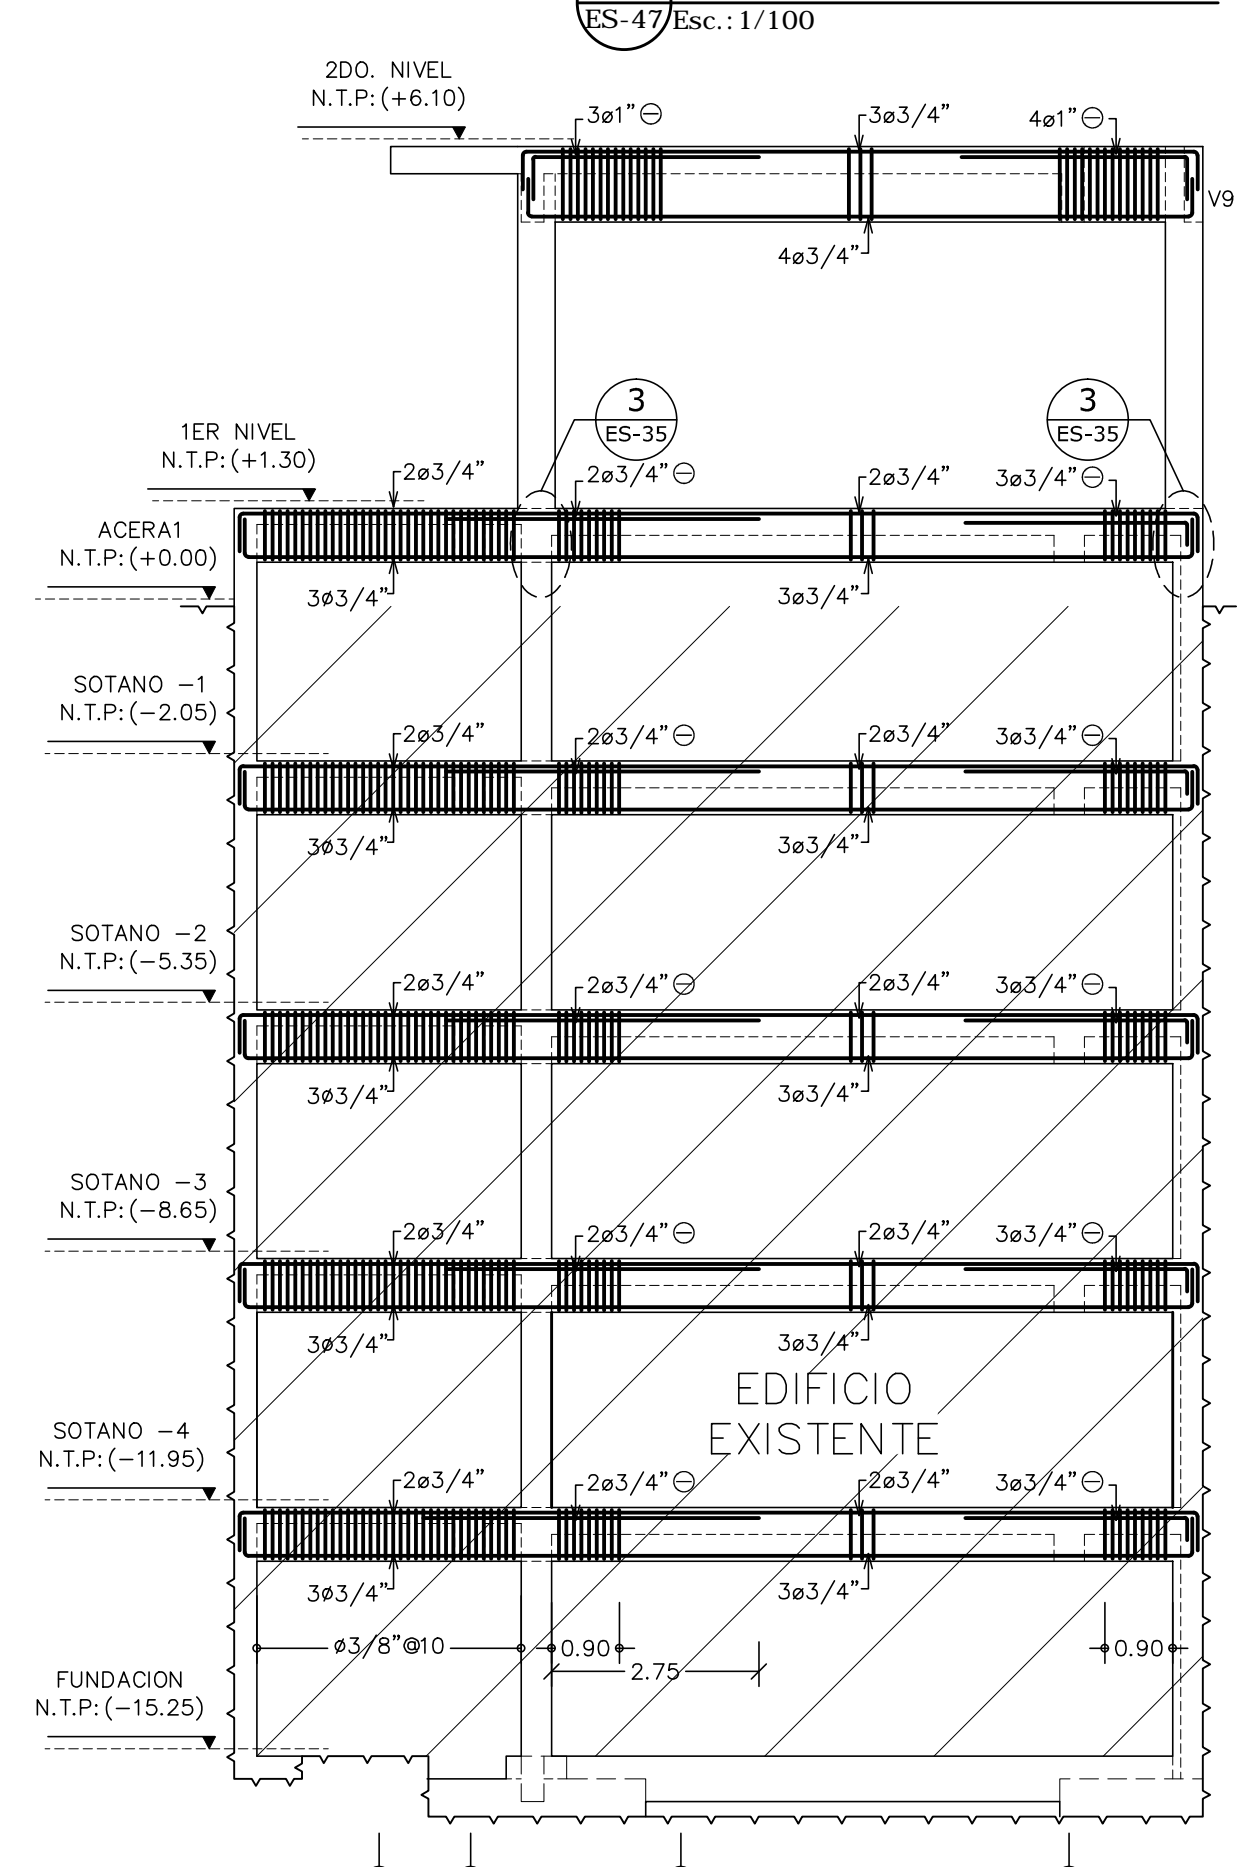 ES-47 Esc.: 1/100
2DO. NIVEL
N.T.P:(+6.10)
3ø1"⊖ 3ø3/4" 4ø1"⊖
V9
4ø3/4"
3
ES-35
3
ES-35
1ER NIVEL
N.T.P:(+1.30)
2ø3/4" 2ø3/4"⊖ 2ø3/4" 3ø3/4"⊖
ACERA1
N.T.P:(+0.00)
3ø3/4" 3ø3/4"
SOTANO -1
N.T.P:(-2.05)
2ø3/4" 2ø3/4"⊖ 2ø3/4" 3ø3/4"⊖
3ø3/4" 3ø3/4"
SOTANO -2
N.T.P:(-5.35)
2ø3/4" 2ø3/4"⊖ 2ø3/4" 3ø3/4"⊖
3ø3/4" 3ø3/4"
SOTANO -3
N.T.P:(-8.65)
2ø3/4" 2ø3/4"⊖ 2ø3/4" 3ø3/4"⊖
3ø3/4" 3ø3/4"
EDIFICIO
EXISTENTE
SOTANO -4
N.T.P:(-11.95)
2ø3/4" 2ø3/4"⊖ 2ø3/4" 3ø3/4"⊖
3ø3/4" 3ø3/4"
ø3/8"@10 0.90 0.90
2.75
FUNDACION
N.T.P:(-15.25)